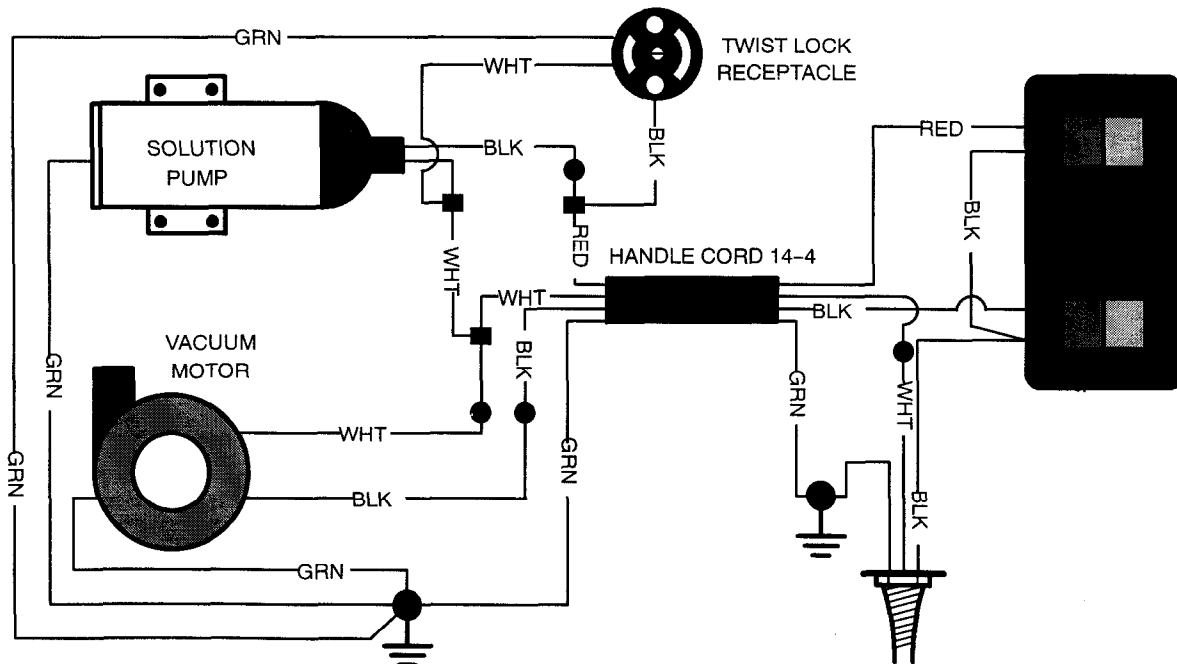 GRN
TWIST LOCK
RECEPTACLE
WHT
RED
BLK
BLK
SOLUTION
PUMP
BLK
RED
HANDLE CORD 14-4
WHT
WHT
BLK
VACUUM
MOTOR
BLK
GRN
GRN
WHT
WHT
GRN
GRN
BLK
BLK
GRN